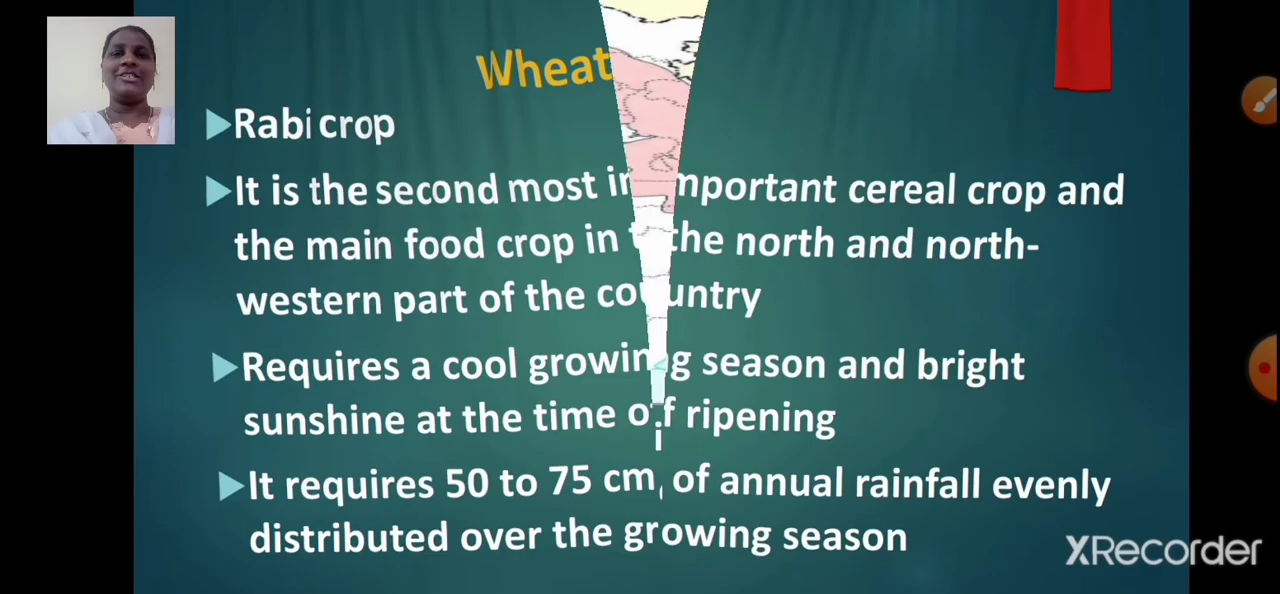 Wheat
Rabi crop
It is the second most important cereal crop and
the main food crop in the north and north-
western part of the country
Requires a cool growing season and bright
sunshine at the time of ripening
It requires 50 to 75 cm of annual rainfall evenly
distributed over the growing season
XRecorder